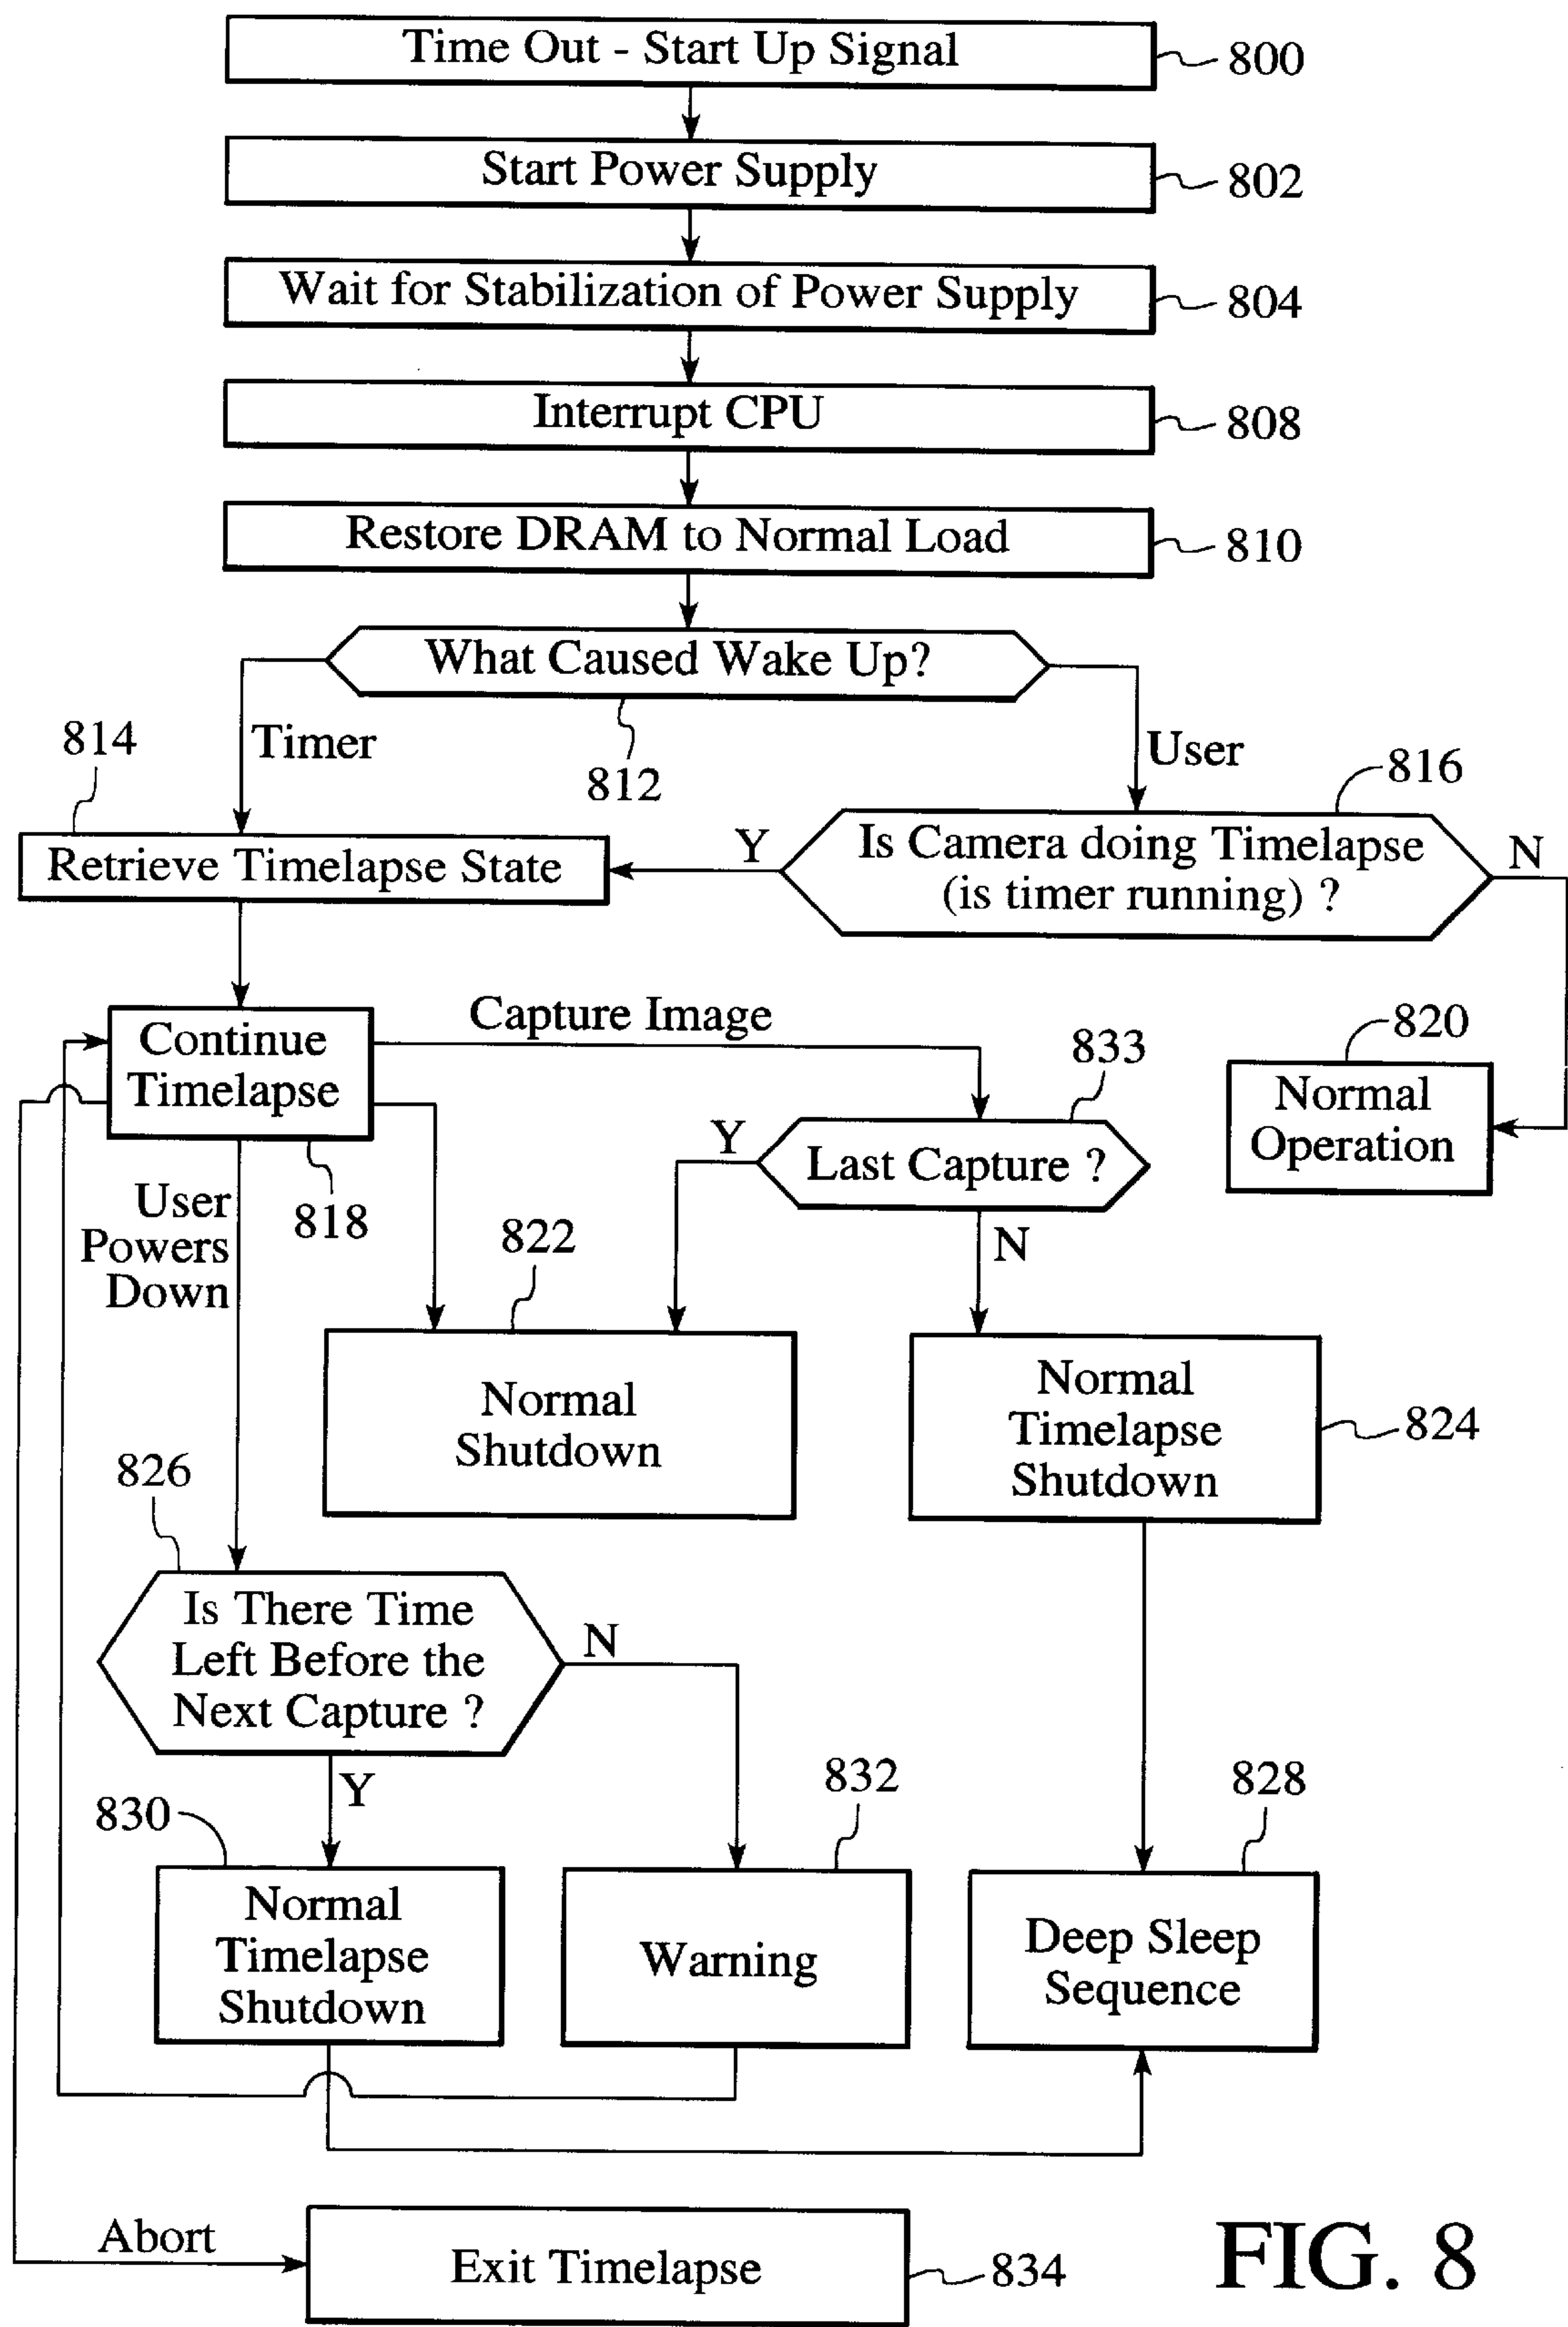 Time Out - Start Up Signal
800
Start Power Supply
802
Wait for Stabilization of Power Supply
804
Interrupt CPU
808
Restore DRAM to Normal Load
810
What Caused Wake Up?
812
Timer
User
814
816
Retrieve Timelapse State
Y
Is Camera doing Timelapse
(is timer running) ?
N
Continue
Timelapse
818
Capture Image
833
820
Normal
Operation
Y
Last Capture ?
N
User
Powers
Down
822
Normal
Shutdown
Normal
Timelapse
Shutdown
824
826
Is There Time
Left Before the
Next Capture ?
N
Y
830
832
828
Normal
Timelapse
Shutdown
Warning
Deep Sleep
Sequence
Abort
Exit Timelapse
834
FIG. 8